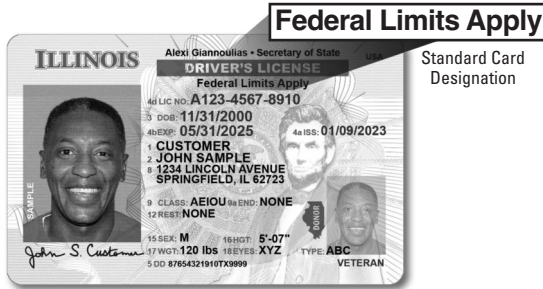 Federal Limits Apply
Standard Card
Designation
ILLINOIS
Alexi Giannoulias • Secretary of State
USA
DRIVER'S LICENSE
Federal Limits Apply
4d LIC NO: A123-4567-8910
3 DOB: 11/31/2000
4b EXP: 05/31/2025 4a ISS: 01/09/2023
1 CUSTOMER
2 JOHN SAMPLE
8 1234 LINCOLN AVENUE
SPRINGFIELD, IL 62723
9 CLASS: AEIOU 9a END: NONE
12 REST: NONE
15 SEX: M 16 HGT: 5'-07"
17 WGT: 120 lbs 18 EYES: XYZ TYPE: ABC
5 DD 87654321910TX9999
VETERAN
SAMPLE
DONOR
John S. Customer